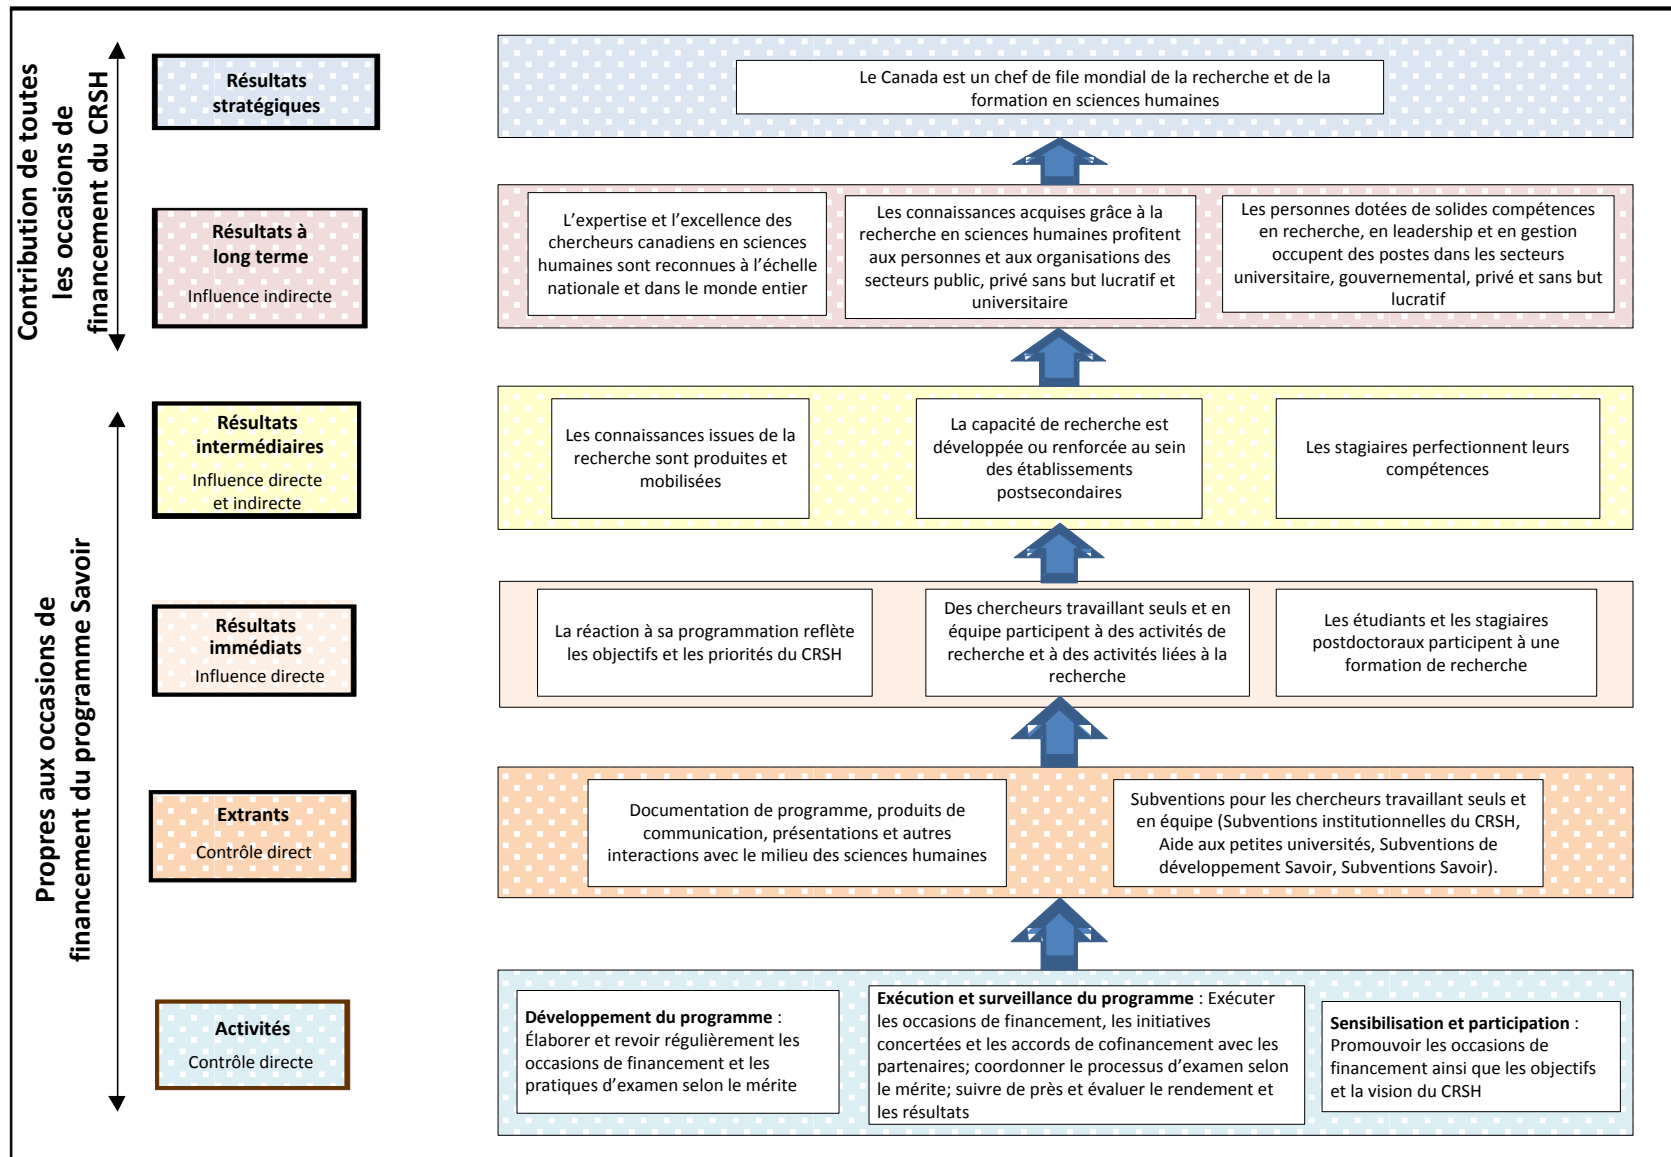 Contribution de toutes
les occasions de
financement du CRSH
Résultats
stratégiques
Le Canada est un chef de file mondial de la recherche et de la
formation en sciences humaines
Résultats à
long terme
Influence indirecte
L’expertise et l’excellence des
chercheurs canadiens en sciences
humaines sont reconnues à l’échelle
nationale et dans le monde entier
Les connaissances acquises grâce à la
recherche en sciences humaines profitent
aux personnes et aux organisations des
secteurs public, privé sans but lucratif et
universitaire
Les personnes dotées de solides compétences
en recherche, en leadership et en gestion
occupent des postes dans les secteurs
universitaire, gouvernemental, privé et sans but
lucratif
Propres aux occasions de
financement du programme Savoir
Résultats
intermédiaires
Influence directe
et indirecte
Les connaissances issues de la
recherche sont produites et
mobilisées
La capacité de recherche est
développée ou renforcée au sein
des établissements
postsecondaires
Les stagiaires perfectionnent leurs
compétences
Résultats
immédiats
Influence directe
La réaction à sa programmation reflète
les objectifs et les priorités du CRSH
Des chercheurs travaillant seuls et en
équipe participent à des activités de
recherche et à des activités liées à la
recherche
Les étudiants et les stagiaires
postdoctoraux participent à une
formation de recherche
Extrants
Contrôle direct
Documentation de programme, produits de
communication, présentations et autres
interactions avec le milieu des sciences humaines
Subventions pour les chercheurs travaillant seuls et
en équipe (Subventions institutionnelles du CRSH,
Aide aux petites universités, Subventions de
développement Savoir, Subventions Savoir).
Activités
Contrôle directe
Développement du programme :
Élaborer et revoir régulièrement les
occasions de financement et les
pratiques d’examen selon le mérite
Exécution et surveillance du programme : Exécuter
les occasions de financement, les initiatives
concertées et les accords de cofinancement avec les
partenaires; coordonner le processus d’examen selon
le mérite; suivre de près et évaluer le rendement et
les résultats
Sensibilisation et participation :
Promouvoir les occasions de
financement ainsi que les objectifs
et la vision du CRSH